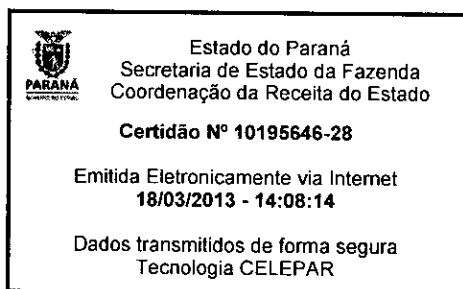 PARANÁ
Estado do Paraná
Secretaria de Estado da Fazenda
Coordenação da Receita do Estado
Certidão Nº 10195646-28
Emitida Eletronicamente via Internet
18/03/2013 - 14:08:14
Dados transmitidos de forma segura
Tecnologia CELEPAR